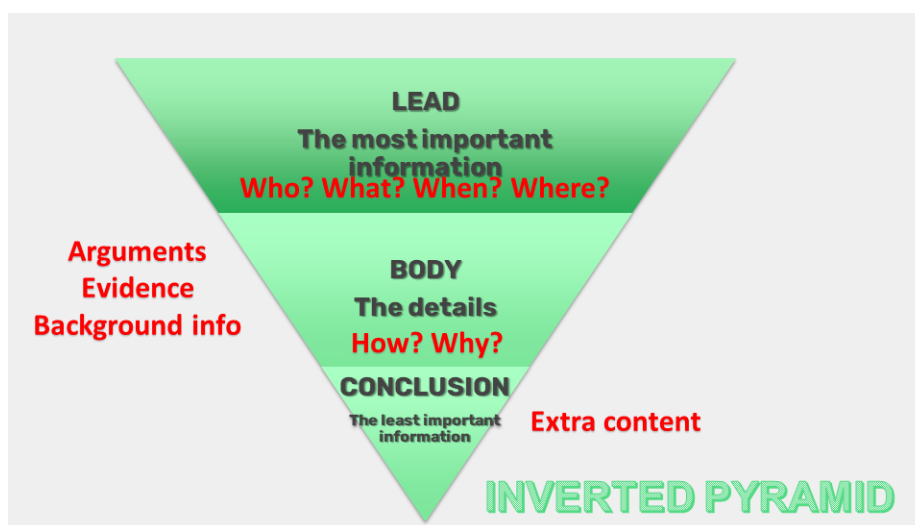 LEAD
The most important
information
Who? What? When? Where?
Arguments
Evidence
Background info
BODY
The details
How? Why?
CONCLUSION
The least important
information
Extra content
INVERTED PYRAMID